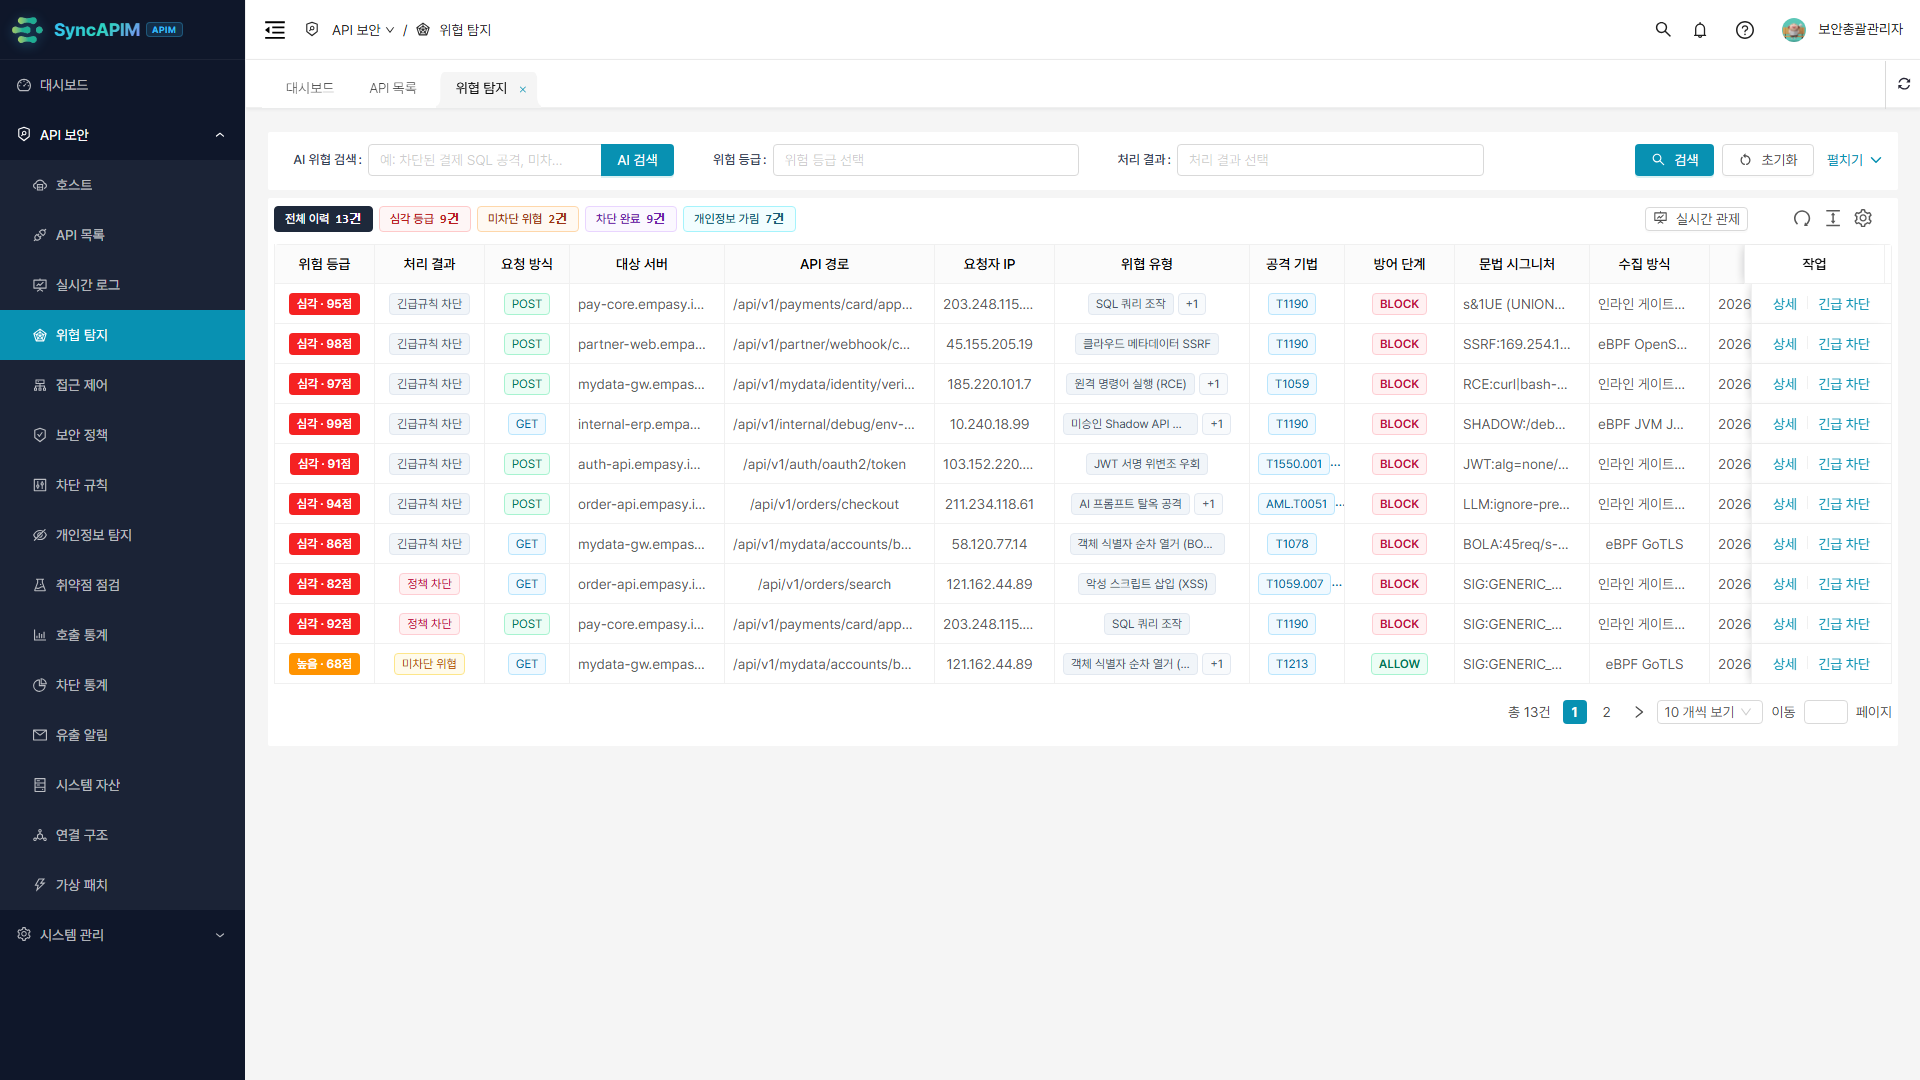 SyncAPIM APIM
API 보안 / 위협 탐지
보안총괄관리자
대시보드
API 보안
호스트
API 목록
실시간 로그
위협 탐지
접근 제어
보안 정책
차단 규칙
개인정보 탐지
취약점 점검
호출 통계
차단 통계
유출 알림
시스템 자산
연결 구조
가상 패치
시스템 관리
대시보드 API 목록 위협 탐지 ×
AI 위협 검색: 예: 차단된 결제 SQL 공격, 미차... AI 검색 위험 등급: 위험 등급 선택 처리 결과: 처리 결과 선택 검색 초기화 펼치기
전체 이력 13건 심각 등급 9건 미차단 위협 2건 차단 완료 9건 개인정보 가림 7건 실시간 관제
위험 등급 처리 결과 요청 방식 대상 서버 API 경로 요청자 IP 위협 유형 공격 기법 방어 단계 문법 시그니처 수집 방식 작업
심각 · 95점 긴급규칙 차단 POST pay-core.empasy.i... /api/v1/payments/card/app... 203.248.115.... SQL 쿼리 조작 +1 T1190 BLOCK s&1UE (UNION... 인라인 게이트... 2026 상세 긴급 차단
심각 · 98점 긴급규칙 차단 POST partner-web.empa... /api/v1/partner/webhook/c... 45.155.205.19 클라우드 메타데이터 SSRF T1190 BLOCK SSRF:169.254.1... eBPF OpenS... 2026 상세 긴급 차단
심각 · 97점 긴급규칙 차단 POST mydata-gw.empas... /api/v1/mydata/identity/veri... 185.220.101.7 원격 명령어 실행 (RCE) +1 T1059 BLOCK RCE:curl|bash-... 인라인 게이트... 2026 상세 긴급 차단
심각 · 99점 긴급규칙 차단 GET internal-erp.empa... /api/v1/internal/debug/env-... 10.240.18.99 미승인 Shadow API ... +1 T1190 BLOCK SHADOW:/deb... eBPF JVM J... 2026 상세 긴급 차단
심각 · 91점 긴급규칙 차단 POST auth-api.empasy.i... /api/v1/auth/oauth2/token 103.152.220.... JWT 서명 위변조 우회 T1550.001 ... BLOCK JWT:alg=none/... 인라인 게이트... 2026 상세 긴급 차단
심각 · 94점 긴급규칙 차단 POST order-api.empasy.i... /api/v1/orders/checkout 211.234.118.61 AI 프롬프트 탈옥 공격 +1 AML.T0051 ... BLOCK LLM:ignore-pre... 인라인 게이트... 2026 상세 긴급 차단
심각 · 86점 긴급규칙 차단 GET mydata-gw.empas... /api/v1/mydata/accounts/b... 58.120.77.14 객체 식별자 순차 열거 (BO... T1078 BLOCK BOLA:45req/s-... eBPF GoTLS 2026 상세 긴급 차단
심각 · 82점 정책 차단 GET order-api.empasy.i... /api/v1/orders/search 121.162.44.89 악성 스크립트 삽입 (XSS) T1059.007 ... BLOCK SIG:GENERIC_... 인라인 게이트... 2026 상세 긴급 차단
심각 · 92점 정책 차단 POST pay-core.empasy.i... /api/v1/payments/card/app... 203.248.115.... SQL 쿼리 조작 T1190 BLOCK SIG:GENERIC_... 인라인 게이트... 2026 상세 긴급 차단
높음 · 68점 미차단 위협 GET mydata-gw.empas... /api/v1/mydata/accounts/b... 121.162.44.89 객체 식별자 순차 열거 (... +1 T1213 ALLOW SIG:GENERIC_... eBPF GoTLS 2026 상세 긴급 차단
총 13건 1 2 10 개씩 보기 이동 페이지